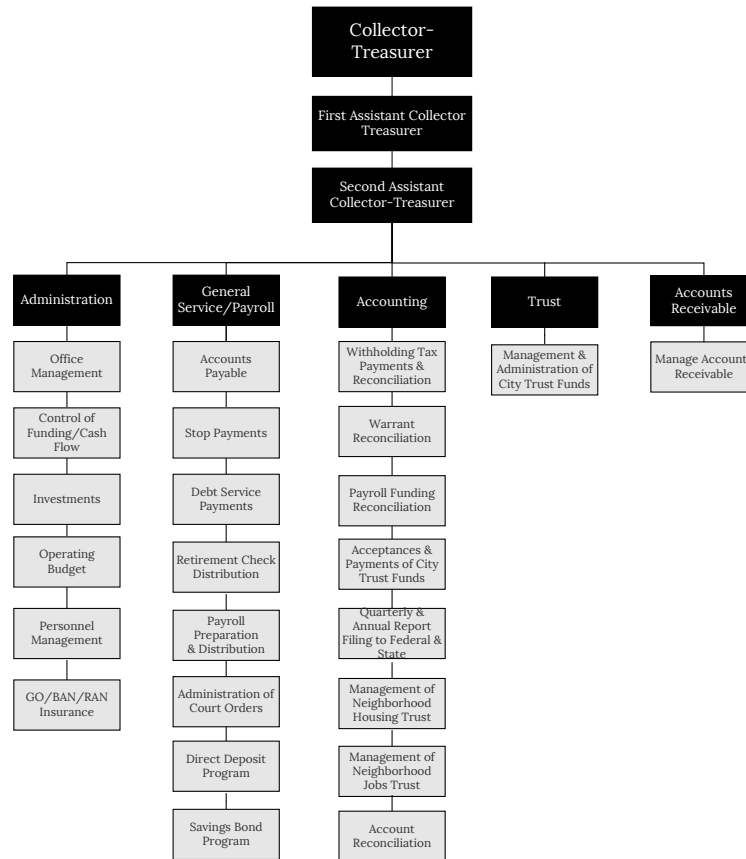 Collector-
Treasurer
First Assistant Collector
Treasurer
Second Assistant
Collector-Treasurer
Administration
General
Service/Payroll
Accounting
Trust
Accounts
Receivable
Office
Management
Control of
Funding/Cash
Flow
Investments
Operating
Budget
Personnel
Management
GO/BAN/RAN
Insurance
Accounts
Payable
Stop Payments
Debt Service
Payments
Retirement Check
Distribution
Payroll
Preparation
& Distribution
Administration of
Court Orders
Direct Deposit
Program
Savings Bond
Program
Withholding Tax
Payments &
Reconciliation
Warrant
Reconciliation
Payroll Funding
Reconciliation
Acceptances &
Payments of City
Trust Funds
Quarterly &
Annual Report
Filing to Federal &
State
Management of
Neighborhood
Housing Trust
Management of
Neighborhood
Jobs Trust
Account
Reconciliation
Management &
Administration of
City Trust Funds
Manage Accounts
Receivable